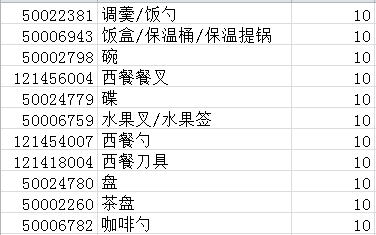 50022381 调羹/饭勺 10
50006943 饭盒/保温桶/保温提锅 10
50002798 碗 10
121456004 西餐餐叉 10
50024779 碟 10
50006759 水果叉/水果签 10
121454007 西餐勺 10
121418004 西餐刀具 10
50024780 盘 10
50002260 茶盘 10
50006782 咖啡勺 10